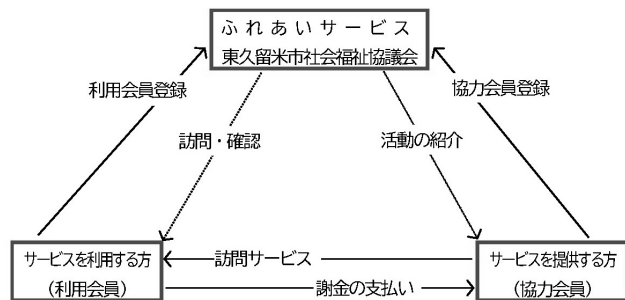 ふれあいサービス
東久留米市社会福祉協議会
利用会員登録
協力会員登録
訪問・確認
活動の紹介
サービスを利用する方
(利用会員)
訪問サービス
謝金の支払い
サービスを提供する方
(協力会員)